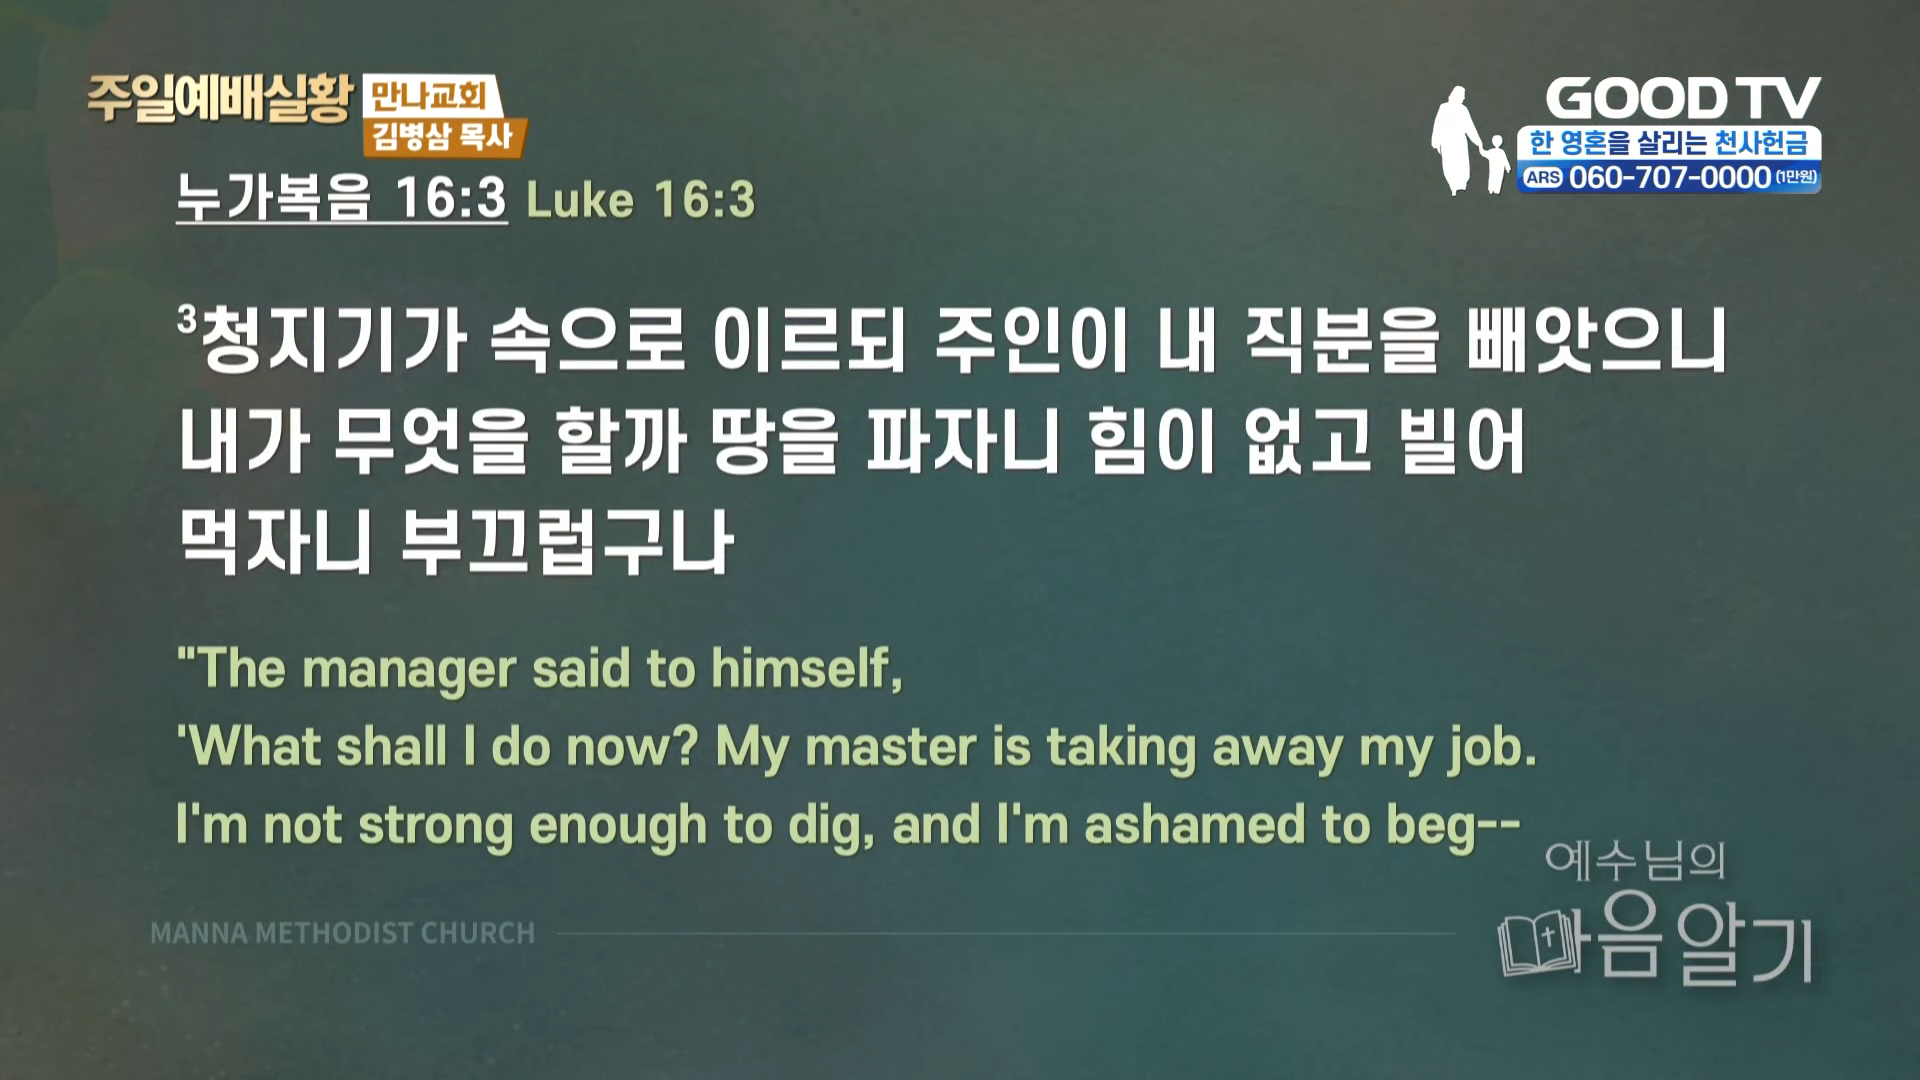 주일예배실황
만나교회
김병삼 목사
GOODTV
한 영혼을 살리는 천사헌금
ARS 060-707-0000 (1만원)
누가복음 16:3 Luke 16:3
3청지기가 속으로 이르되 주인이 내 직분을 빼앗으니
내가 무엇을 할까 땅을 파자니 힘이 없고 빌어
먹자니 부끄럽구나
"The manager said to himself,
'What shall I do now? My master is taking away my job.
I'm not strong enough to dig, and I'm ashamed to beg--
예수님의
마음알기
MANNA METHODIST CHURCH